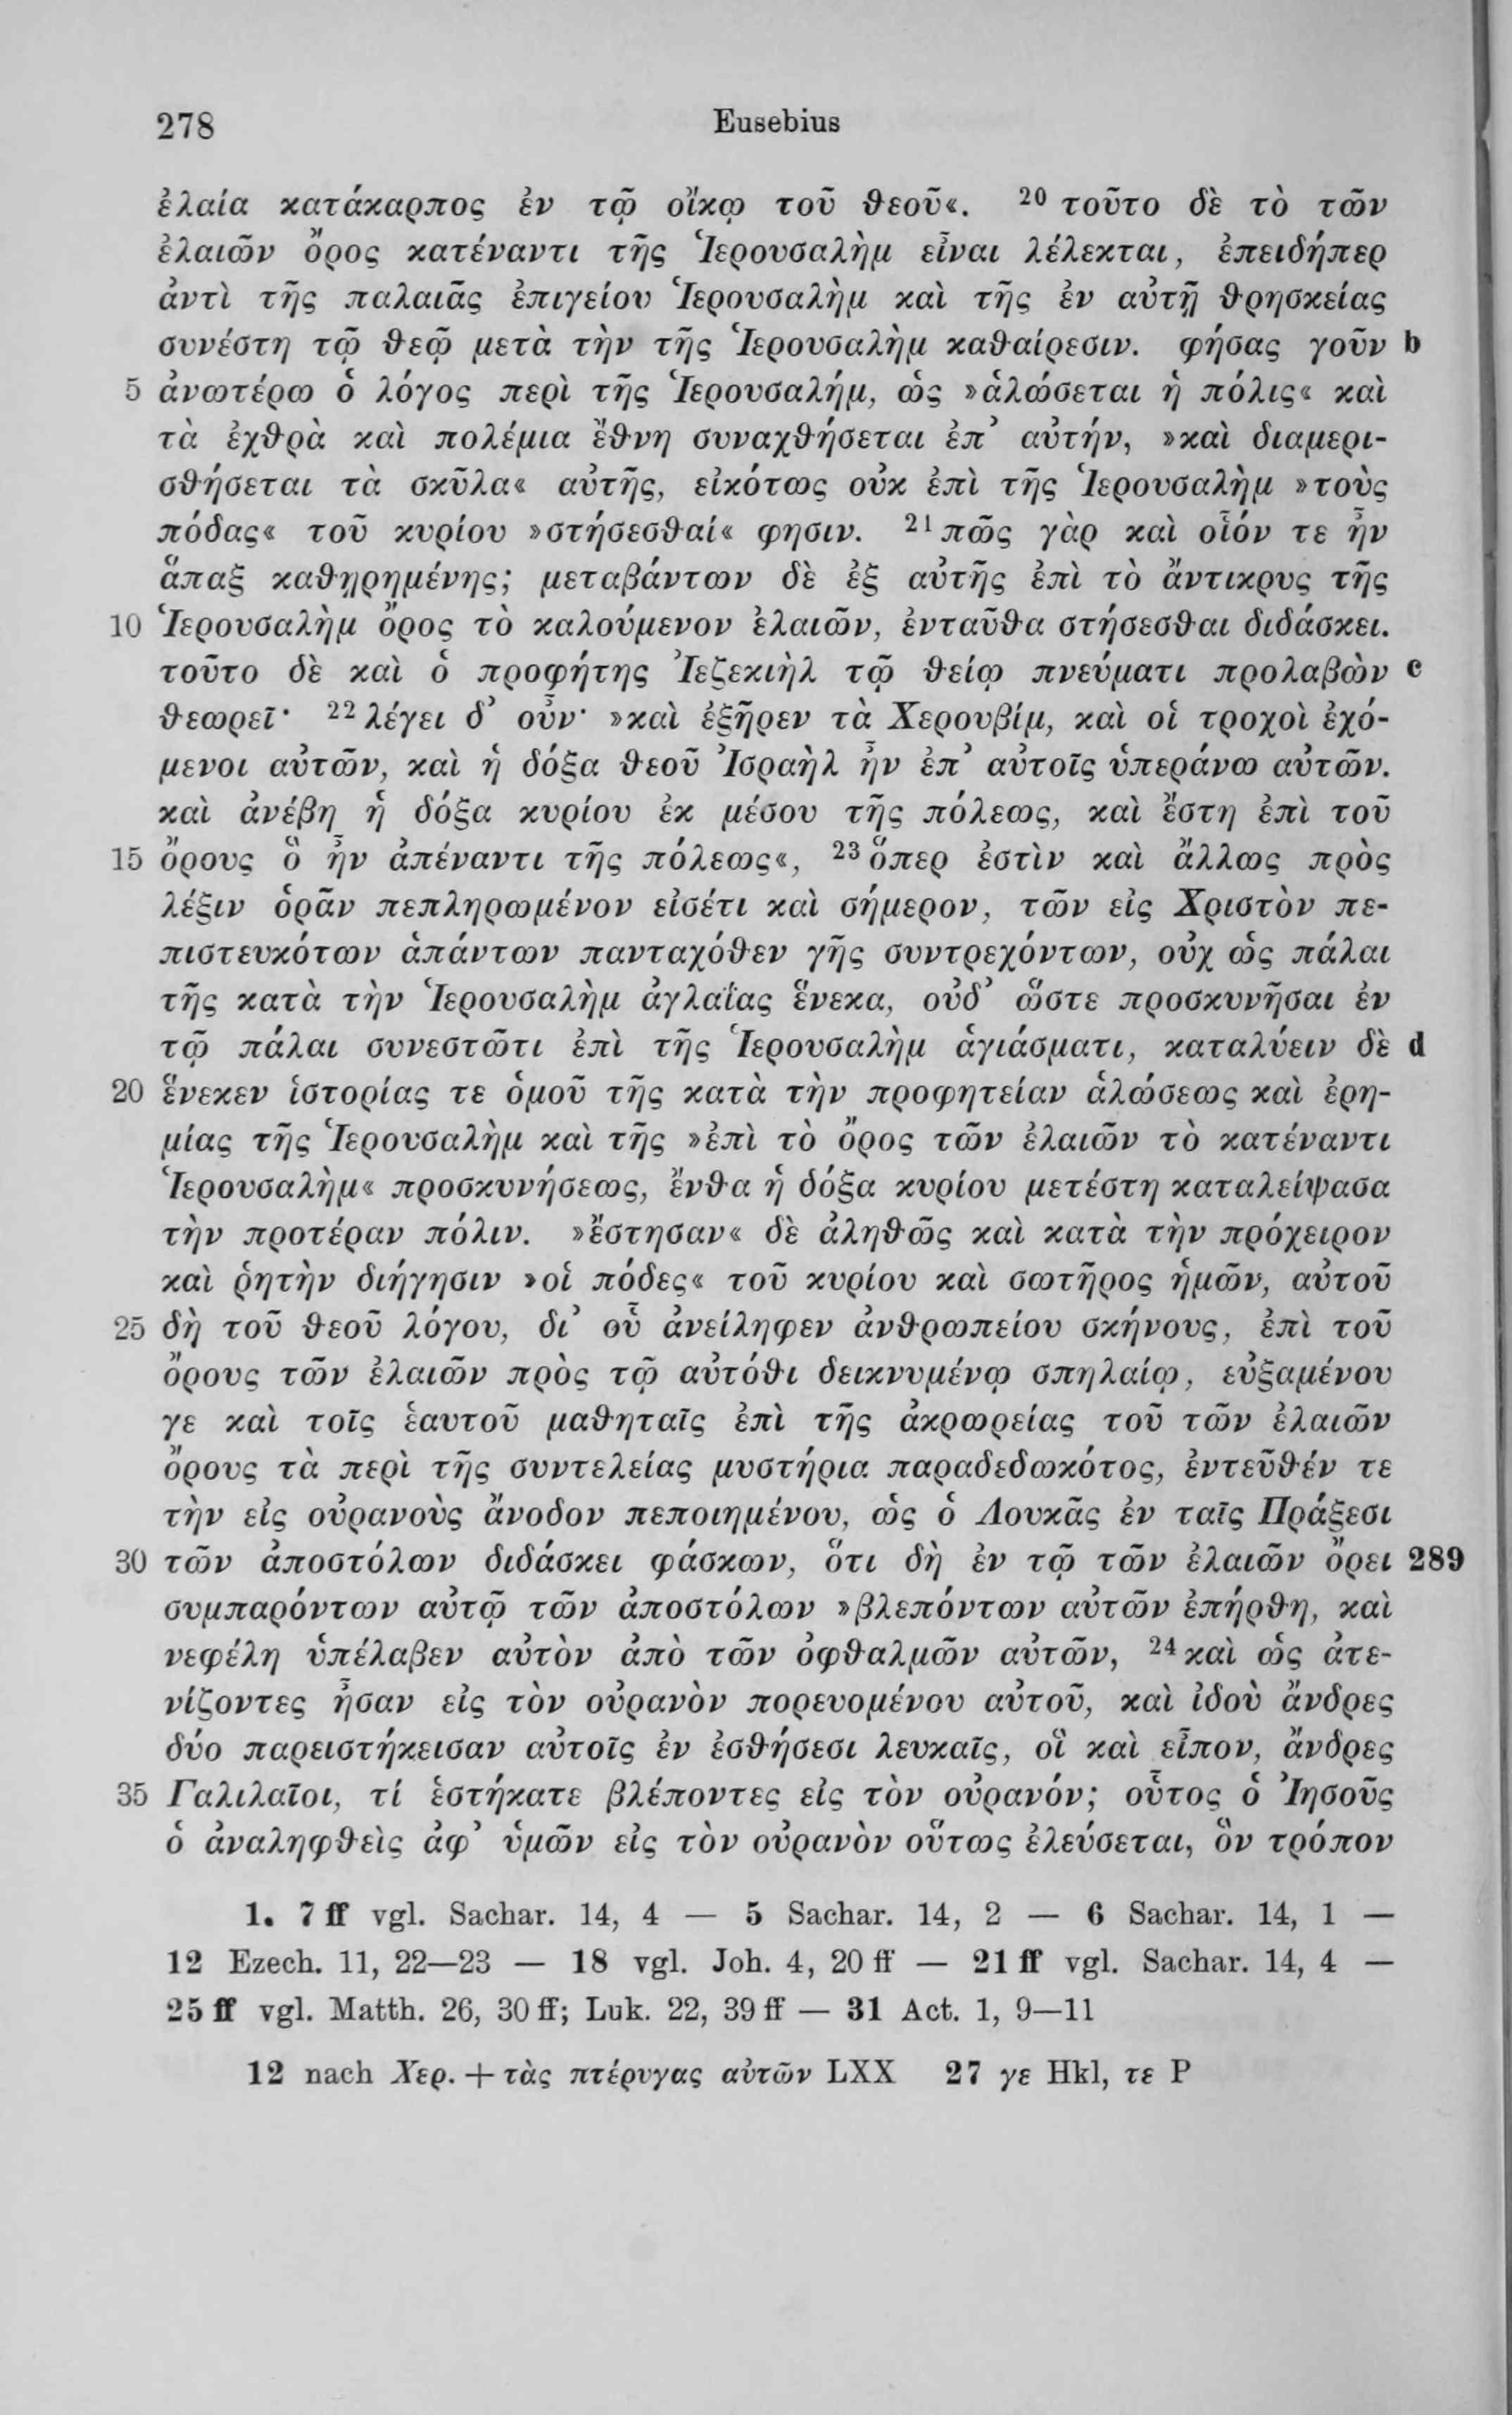 278 Eusebius
ἐλαία κατάκαρπος ἐν τῷ οἴκῳ τοῦ θεοῦ«. 20 τοῦτο δὲ τὸ τῶν
ἐλαιῶν ὄρος κατέναντι τῆς Ἱερουσαλὴμ εἶναι λέλεκται, ἐπειδήπερ
ἀντὶ τῆς παλαιᾶς ἐπιγείου Ἱερουσαλὴμ καὶ τῆς ἐν αὐτῇ θρησκείας
συνέστη τῷ θεῷ μετὰ τὴν τῆς Ἱερουσαλὴμ καθαίρεσιν. φήσας γοῦν b
5 ἀνωτέρω ὁ λόγος περὶ τῆς Ἱερουσαλήμ, ὡς »ἁλώσεται ἡ πόλις« καὶ
τὰ ἐχθρὰ καὶ πολέμια ἔθνη συναχθήσεται ἐπ' αὐτήν, »καὶ διαμερι-
σθήσεται τὰ σκῦλα« αὐτῆς, εἰκότως οὐκ ἐπὶ τῆς Ἱερουσαλὴμ »τοὺς
πόδας« τοῦ κυρίου »στήσεσθαί« φησιν. 21 πῶς γὰρ καὶ οἷόν τε ἦν
ἅπαξ καθῃρημένης; μεταβάντων δὲ ἐξ αὐτῆς ἐπὶ τὸ ἄντικρυς τῆς
10 Ἱερουσαλὴμ ὄρος τὸ καλούμενον ἐλαιῶν, ἐνταῦθα στήσεσθαι διδάσκει.
τοῦτο δὲ καὶ ὁ προφήτης Ἰεζεκιὴλ τῷ θείῳ πνεύματι προλαβὼν c
θεωρεῖ· 22 λέγει δ' οὖν· »καὶ ἐξῆρεν τὰ Χερουβίμ, καὶ οἱ τροχοὶ ἐχό-
μενοι αὐτῶν, καὶ ἡ δόξα θεοῦ Ἰσραὴλ ἦν ἐπ' αὐτοῖς ὑπεράνω αὐτῶν.
καὶ ἀνέβη ἡ δόξα κυρίου ἐκ μέσου τῆς πόλεως, καὶ ἔστη ἐπὶ τοῦ
15 ὄρους ὃ ἦν ἀπέναντι τῆς πόλεως«, 23 ὅπερ ἐστὶν καὶ ἄλλως πρὸς
λέξιν ὁρᾶν πεπληρωμένον εἰσέτι καὶ σήμερον, τῶν εἰς Χριστὸν πε-
πιστευκότων ἁπάντων πανταχόθεν γῆς συντρεχόντων, οὐχ ὡς πάλαι
τῆς κατὰ τὴν Ἱερουσαλὴμ ἀγλαΐας ἕνεκα, οὐδ' ὥστε προσκυνῆσαι ἐν
τῷ πάλαι συνεστῶτι ἐπὶ τῆς Ἱερουσαλὴμ ἁγιάσματι, καταλύειν δὲ d
20 ἕνεκεν ἱστορίας τε ὁμοῦ τῆς κατὰ τὴν προφητείαν ἁλώσεως καὶ ἐρη-
μίας τῆς Ἱερουσαλὴμ καὶ τῆς »ἐπὶ τὸ ὄρος τῶν ἐλαιῶν τὸ κατέναντι
Ἱερουσαλὴμ« προσκυνήσεως, ἔνθα ἡ δόξα κυρίου μετέστη καταλείψασα
τὴν προτέραν πόλιν. »ἔστησαν« δὲ ἀληθῶς καὶ κατὰ τὴν πρόχειρον
καὶ ῥητὴν διήγησιν »οἱ πόδες« τοῦ κυρίου καὶ σωτῆρος ἡμῶν, αὐτοῦ
25 δὴ τοῦ θεοῦ λόγου, δι' οὗ ἀνείληφεν ἀνθρωπείου σκήνους, ἐπὶ τοῦ
ὄρους τῶν ἐλαιῶν πρὸς τῷ αὐτόθι δεικνυμένῳ σπηλαίῳ, εὐξαμένου
γε καὶ τοῖς ἑαυτοῦ μαθηταῖς ἐπὶ τῆς ἀκρωρείας τοῦ τῶν ἐλαιῶν
ὄρους τὰ περὶ τῆς συντελείας μυστήρια παραδεδωκότος, ἐντεῦθέν τε
τὴν εἰς οὐρανοὺς ἄνοδον πεποιημένου, ὡς ὁ Λουκᾶς ἐν ταῖς Πράξεσι
30 τῶν ἀποστόλων διδάσκει φάσκων, ὅτι δὴ ἐν τῷ τῶν ἐλαιῶν ὄρει 289
συμπαρόντων αὐτῷ τῶν ἀποστόλων »βλεπόντων αὐτῶν ἐπήρθη, καὶ
νεφέλη ὑπέλαβεν αὐτὸν ἀπὸ τῶν ὀφθαλμῶν αὐτῶν, 24 καὶ ὡς ἀτε-
νίζοντες ἦσαν εἰς τὸν οὐρανὸν πορευομένου αὐτοῦ, καὶ ἰδοὺ ἄνδρες
δύο παρειστήκεισαν αὐτοῖς ἐν ἐσθήσεσι λευκαῖς, οἳ καὶ εἶπον, ἄνδρες
35 Γαλιλαῖοι, τί ἑστήκατε βλέποντες εἰς τὸν οὐρανόν; οὗτος ὁ Ἰησοῦς
ὁ ἀναληφθεὶς ἀφ' ὑμῶν εἰς τὸν οὐρανὸν οὕτως ἐλεύσεται, ὃν τρόπον
1. 7 ff vgl. Sachar. 14, 4 — 5 Sachar. 14, 2 — 6 Sachar. 14, 1 —
12 Ezech. 11, 22—23 — 18 vgl. Joh. 4, 20 ff — 21 ff vgl. Sachar. 14, 4 —
25 ff vgl. Matth. 26, 30 ff; Luk. 22, 39 ff — 31 Act. 1, 9—11
12 nach Χερ. + τὰς πτέρυγας αὐτῶν LXX 27 γε Hkl, τε P